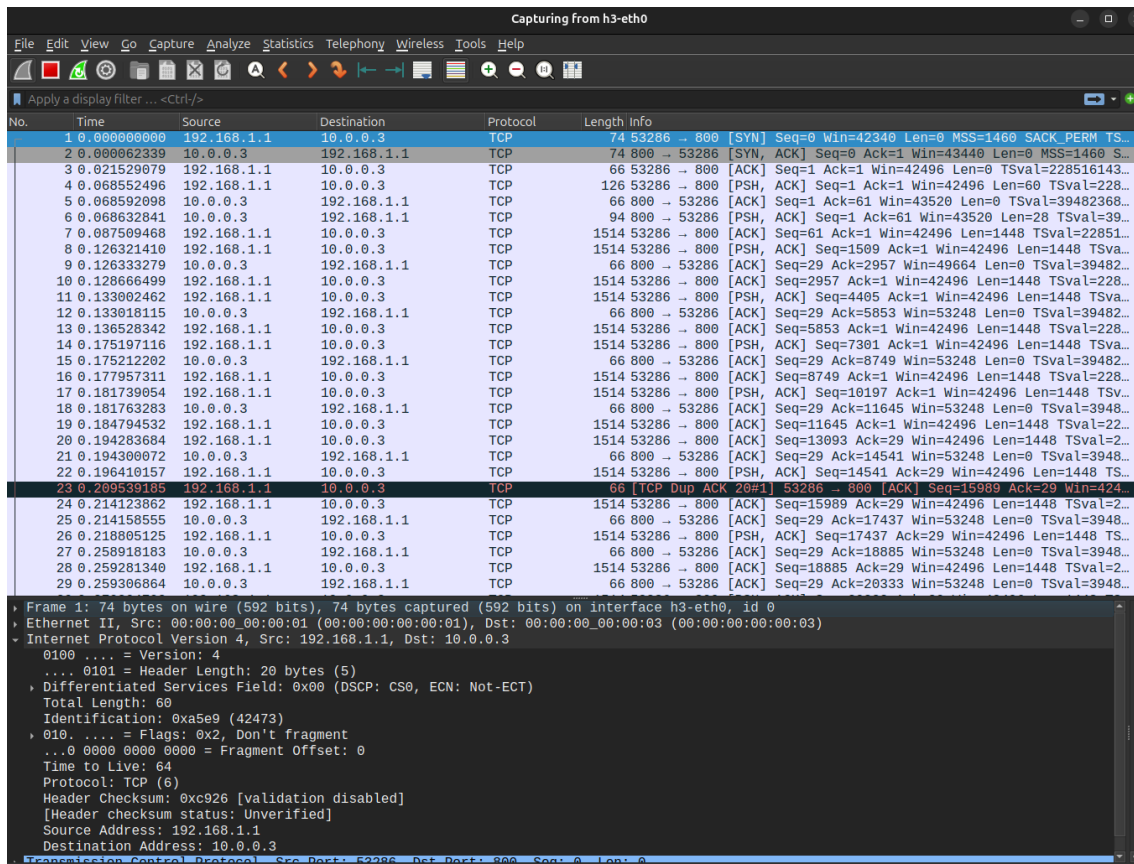 Capturing from h3-eth0
File Edit View Go Capture Analyze Statistics Telephony Wireless Tools Help
Apply a display filter … <Ctrl-/>
No. Time Source Destination Protocol Length Info
1 0.000000000 192.168.1.1 10.0.0.3 TCP 74 53286 → 800 [SYN] Seq=0 Win=42340 Len=0 MSS=1460 SACK_PERM TS…
2 0.000062339 10.0.0.3 192.168.1.1 TCP 74 800 → 53286 [SYN, ACK] Seq=0 Ack=1 Win=43440 Len=0 MSS=1460 S…
3 0.021529079 192.168.1.1 10.0.0.3 TCP 66 53286 → 800 [ACK] Seq=1 Ack=1 Win=42496 Len=0 TSval=228516143…
4 0.068552496 192.168.1.1 10.0.0.3 TCP 126 53286 → 800 [PSH, ACK] Seq=1 Ack=1 Win=42496 Len=60 TSval=228…
5 0.068592098 10.0.0.3 192.168.1.1 TCP 66 800 → 53286 [ACK] Seq=1 Ack=61 Win=43520 Len=0 TSval=39482368…
6 0.068632841 10.0.0.3 192.168.1.1 TCP 94 800 → 53286 [PSH, ACK] Seq=1 Ack=61 Win=43520 Len=28 TSval=39…
7 0.087509468 192.168.1.1 10.0.0.3 TCP 1514 53286 → 800 [ACK] Seq=61 Ack=1 Win=42496 Len=1448 TSval=22851…
8 0.126321410 192.168.1.1 10.0.0.3 TCP 1514 53286 → 800 [PSH, ACK] Seq=1509 Ack=1 Win=42496 Len=1448 TSva…
9 0.126333279 10.0.0.3 192.168.1.1 TCP 66 800 → 53286 [ACK] Seq=29 Ack=2957 Win=49664 Len=0 TSval=39482…
10 0.128666499 192.168.1.1 10.0.0.3 TCP 1514 53286 → 800 [ACK] Seq=2957 Ack=1 Win=42496 Len=1448 TSval=228…
11 0.133002462 192.168.1.1 10.0.0.3 TCP 1514 53286 → 800 [PSH, ACK] Seq=4405 Ack=1 Win=42496 Len=1448 TSva…
12 0.133018115 10.0.0.3 192.168.1.1 TCP 66 800 → 53286 [ACK] Seq=29 Ack=5853 Win=53248 Len=0 TSval=39482…
13 0.136528342 192.168.1.1 10.0.0.3 TCP 1514 53286 → 800 [ACK] Seq=5853 Ack=1 Win=42496 Len=1448 TSval=228…
14 0.175197116 192.168.1.1 10.0.0.3 TCP 1514 53286 → 800 [PSH, ACK] Seq=7301 Ack=1 Win=42496 Len=1448 TSva…
15 0.175212202 10.0.0.3 192.168.1.1 TCP 66 800 → 53286 [ACK] Seq=29 Ack=8749 Win=53248 Len=0 TSval=39482…
16 0.177957311 192.168.1.1 10.0.0.3 TCP 1514 53286 → 800 [ACK] Seq=8749 Ack=1 Win=42496 Len=1448 TSval=228…
17 0.181739054 192.168.1.1 10.0.0.3 TCP 1514 53286 → 800 [PSH, ACK] Seq=10197 Ack=1 Win=42496 Len=1448 TSv…
18 0.181763283 10.0.0.3 192.168.1.1 TCP 66 800 → 53286 [ACK] Seq=29 Ack=11645 Win=53248 Len=0 TSval=3948…
19 0.184794532 192.168.1.1 10.0.0.3 TCP 1514 53286 → 800 [ACK] Seq=11645 Ack=1 Win=42496 Len=1448 TSval=22…
20 0.194283684 192.168.1.1 10.0.0.3 TCP 1514 53286 → 800 [ACK] Seq=13093 Ack=29 Win=42496 Len=1448 TSval=2…
21 0.194300072 10.0.0.3 192.168.1.1 TCP 66 800 → 53286 [ACK] Seq=29 Ack=14541 Win=53248 Len=0 TSval=3948…
22 0.196410157 192.168.1.1 10.0.0.3 TCP 1514 53286 → 800 [PSH, ACK] Seq=14541 Ack=29 Win=42496 Len=1448 TS…
23 0.209539185 192.168.1.1 10.0.0.3 TCP 66 [TCP Dup ACK 20#1] 53286 → 800 [ACK] Seq=15989 Ack=29 Win=424…
24 0.214123862 192.168.1.1 10.0.0.3 TCP 1514 53286 → 800 [ACK] Seq=15989 Ack=29 Win=42496 Len=1448 TSval=2…
25 0.214158555 10.0.0.3 192.168.1.1 TCP 66 800 → 53286 [ACK] Seq=29 Ack=17437 Win=53248 Len=0 TSval=3948…
26 0.218805125 192.168.1.1 10.0.0.3 TCP 1514 53286 → 800 [PSH, ACK] Seq=17437 Ack=29 Win=42496 Len=1448 TS…
27 0.258918183 10.0.0.3 192.168.1.1 TCP 66 800 → 53286 [ACK] Seq=29 Ack=18885 Win=53248 Len=0 TSval=3948…
28 0.259281340 192.168.1.1 10.0.0.3 TCP 1514 53286 → 800 [ACK] Seq=18885 Ack=29 Win=42496 Len=1448 TSval=2…
29 0.259306864 10.0.0.3 192.168.1.1 TCP 66 800 → 53286 [ACK] Seq=29 Ack=20333 Win=53248 Len=0 TSval=3948…
Frame 1: 74 bytes on wire (592 bits), 74 bytes captured (592 bits) on interface h3-eth0, id 0
Ethernet II, Src: 00:00:00_00:00:01 (00:00:00:00:00:01), Dst: 00:00:00_00:00:03 (00:00:00:00:00:03)
Internet Protocol Version 4, Src: 192.168.1.1, Dst: 10.0.0.3
0100 .... = Version: 4
.... 0101 = Header Length: 20 bytes (5)
Differentiated Services Field: 0x00 (DSCP: CS0, ECN: Not-ECT)
Total Length: 60
Identification: 0xa5e9 (42473)
010. .... = Flags: 0x2, Don't fragment
...0 0000 0000 0000 = Fragment Offset: 0
Time to Live: 64
Protocol: TCP (6)
Header Checksum: 0xc926 [validation disabled]
[Header checksum status: Unverified]
Source Address: 192.168.1.1
Destination Address: 10.0.0.3
Transmission Control Protocol, Src Port: 53286, Dst Port: 800, Seq: 0, Len: 0